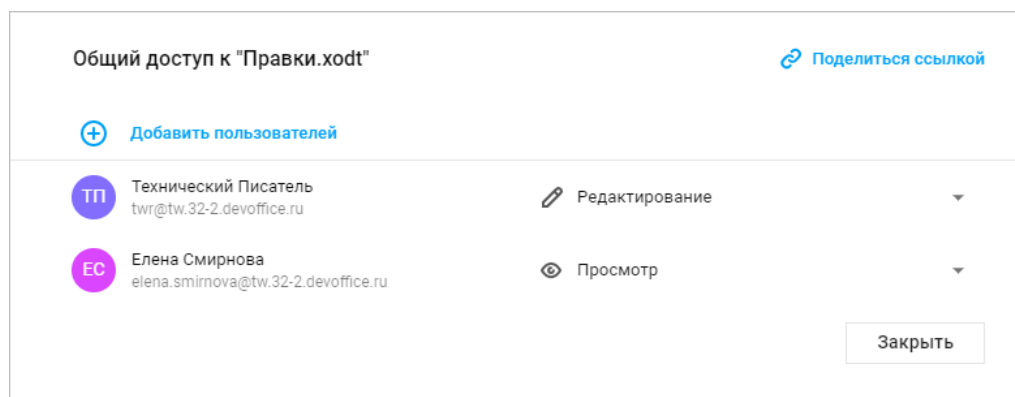 Общий доступ к "Правки.xodt"
Поделиться ссылкой
Добавить пользователей
ТП
Технический Писатель
twr@tw.32-2.devoffice.ru
Редактирование
ЕС
Елена Смирнова
elena.smirnova@tw.32-2.devoffice.ru
Просмотр
Закрыть